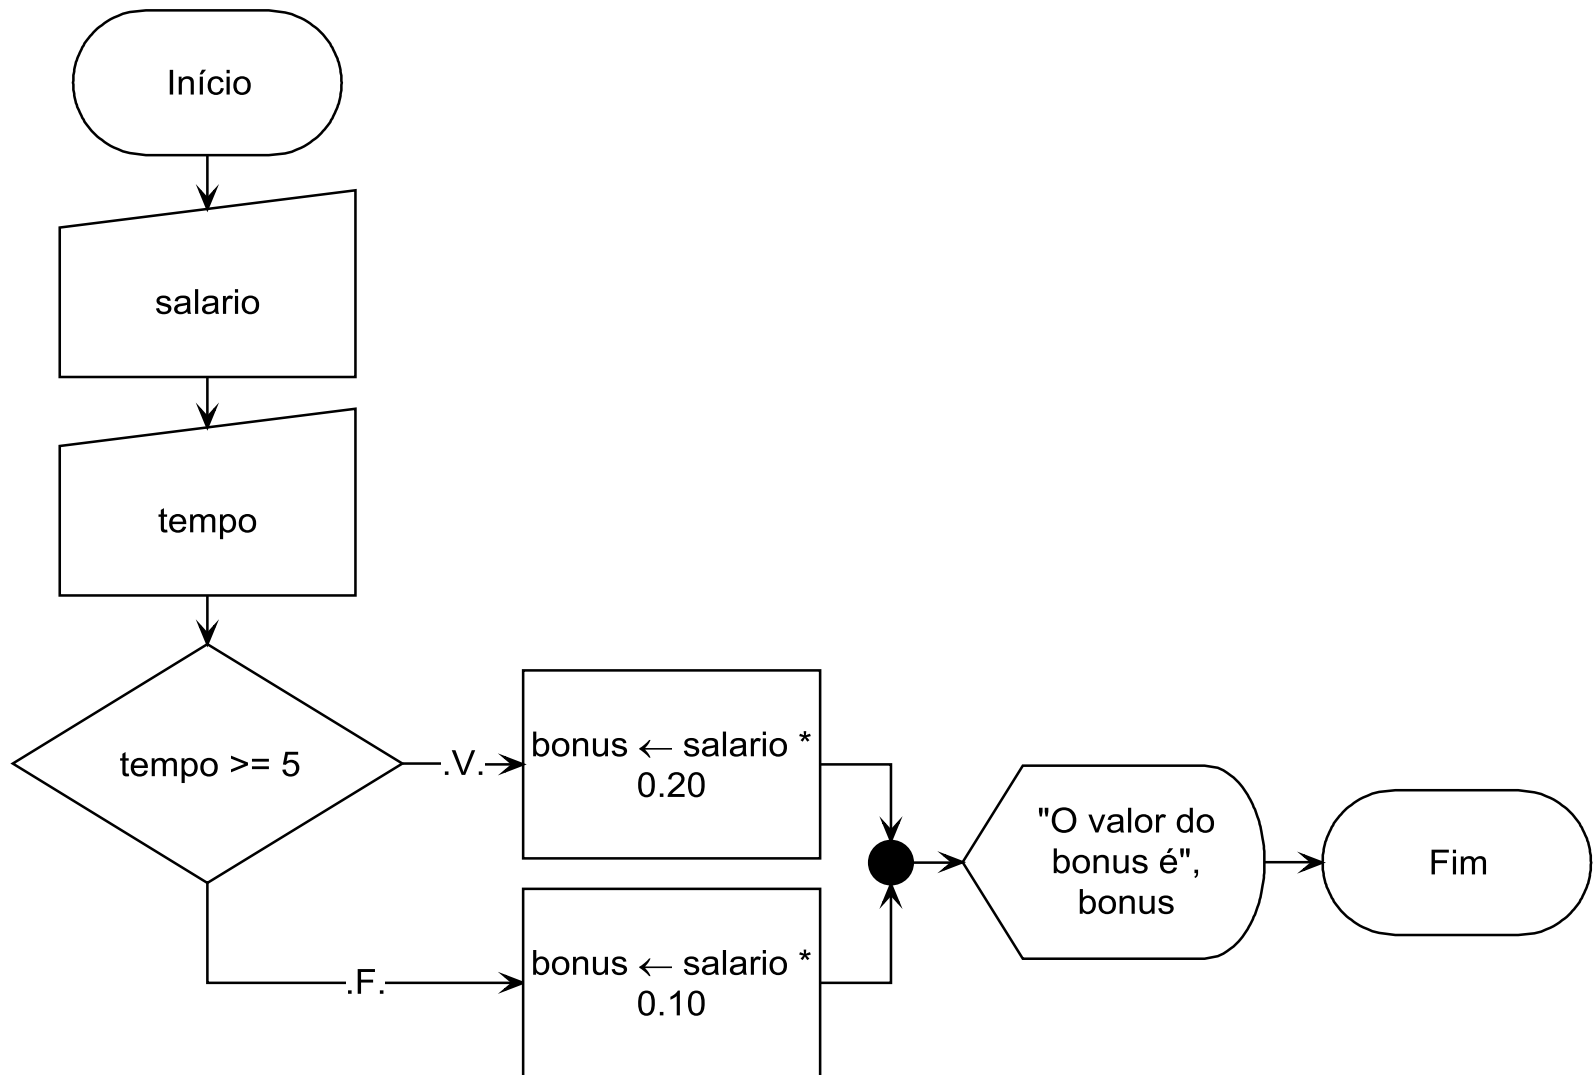 Início
salario
tempo
tempo >= 5
.V.
bonus ← salario *
0.20
.F.
bonus ← salario *
0.10
"O valor do
bonus é",
bonus
Fim